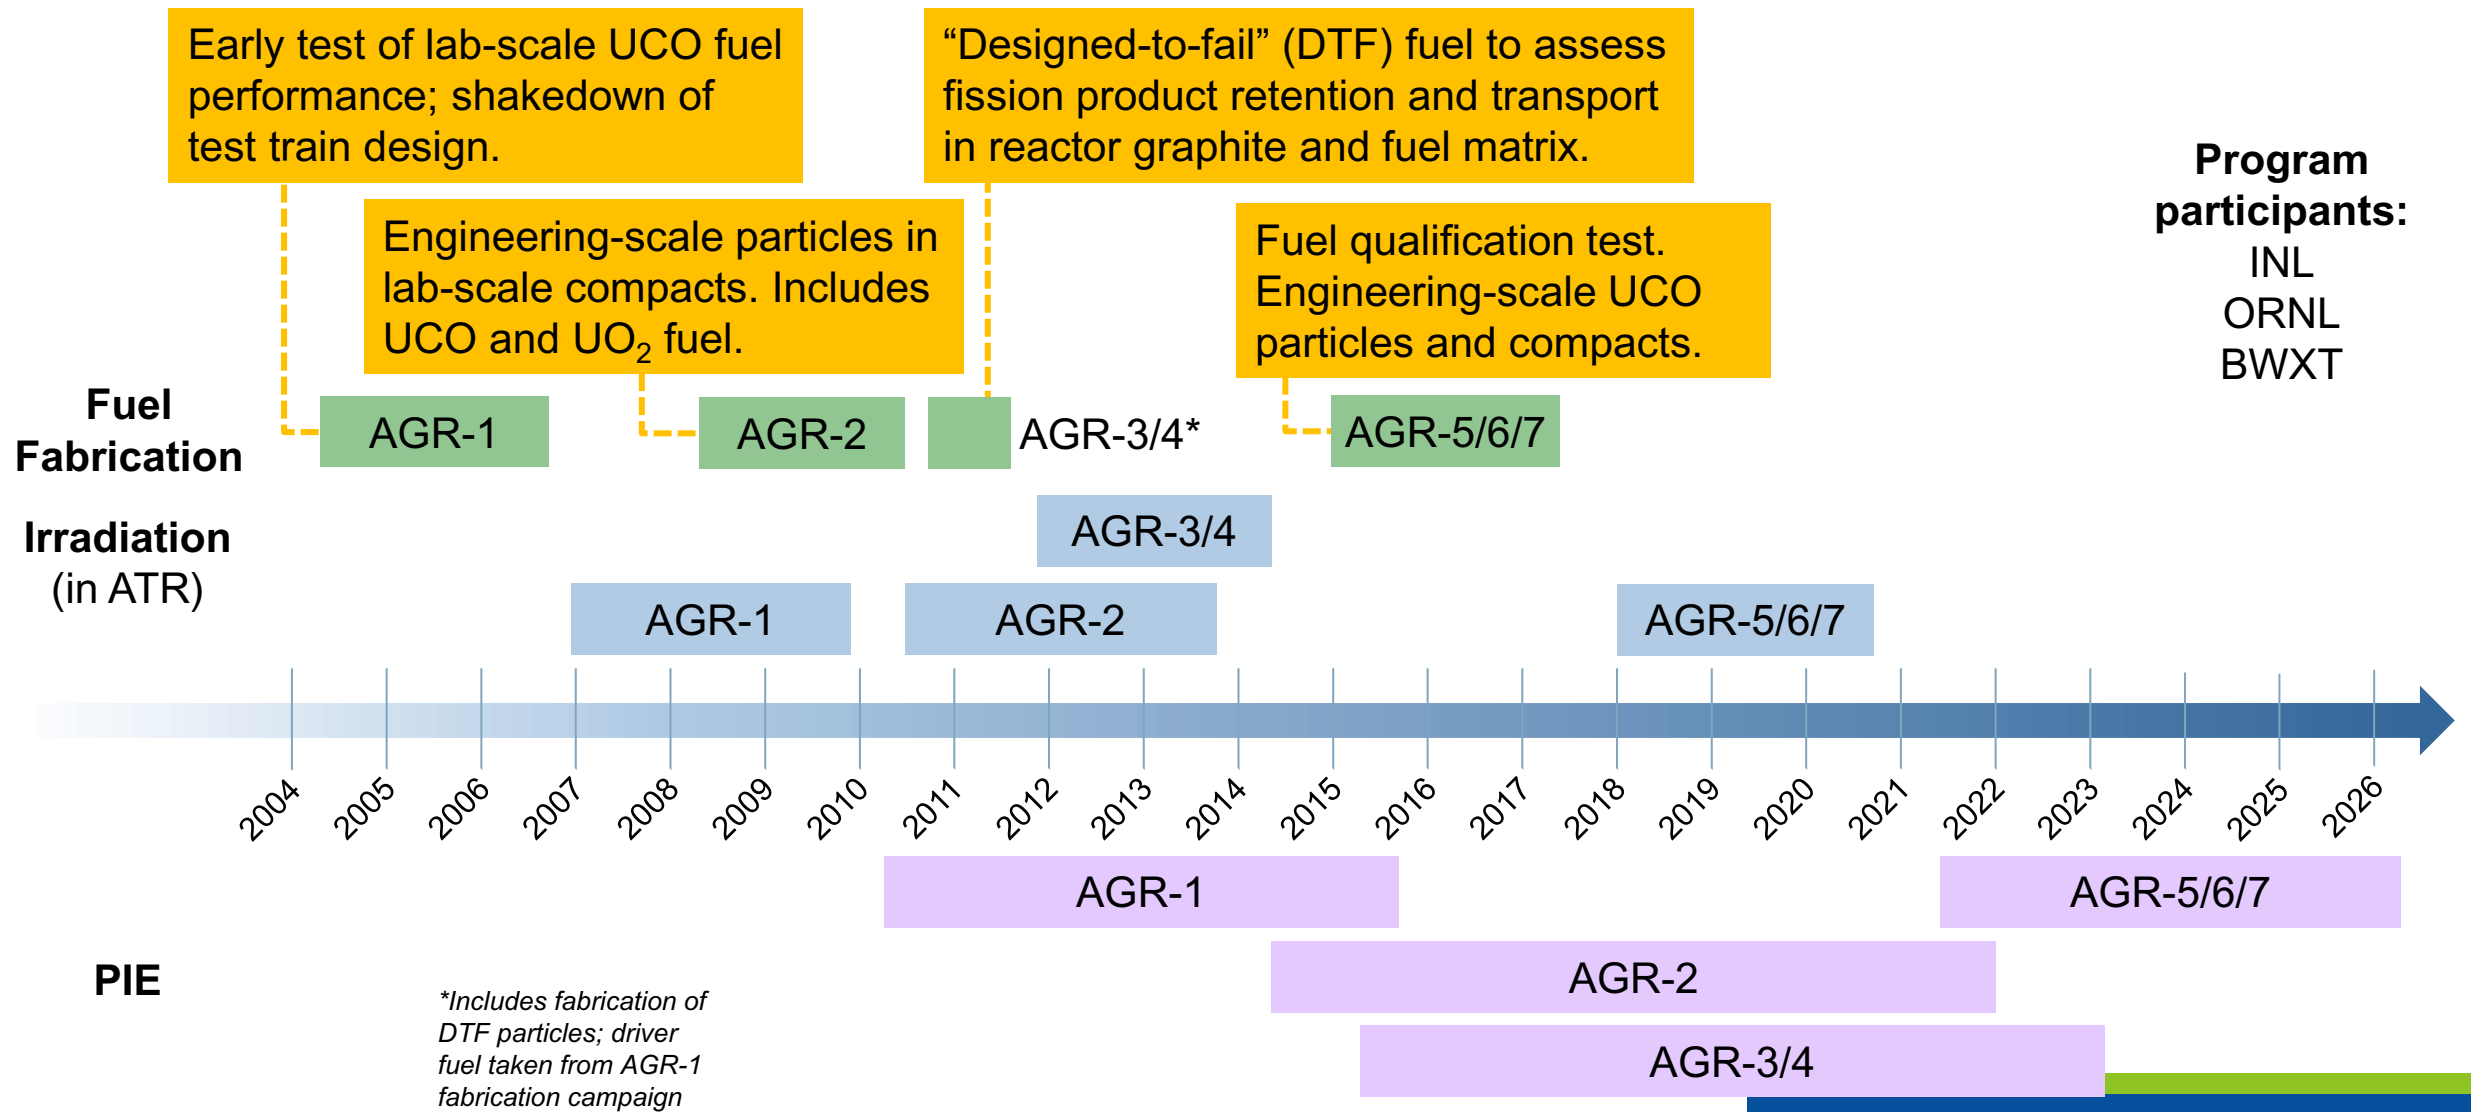 Early test of lab-scale UCO fuel
performance; shakedown of
test train design.
“Designed-to-fail” (DTF) fuel to assess
fission product retention and transport
in reactor graphite and fuel matrix.
Engineering-scale particles in
lab-scale compacts. Includes
UCO and UO₂ fuel.
Fuel qualification test.
Engineering-scale UCO
particles and compacts.
Program
participants:
INL
ORNL
BWXT
Fuel
Fabrication
AGR-1
AGR-2
AGR-3/4*
AGR-5/6/7
Irradiation
(in ATR)
AGR-3/4
AGR-1
AGR-2
AGR-5/6/7
2004
2005
2006
2007
2008
2009
2010
2011
2012
2013
2014
2015
2016
2017
2018
2019
2020
2021
2022
2023
2024
2025
2026
PIE
AGR-1
AGR-5/6/7
AGR-2
AGR-3/4
*Includes fabrication of
DTF particles; driver
fuel taken from AGR-1
fabrication campaign